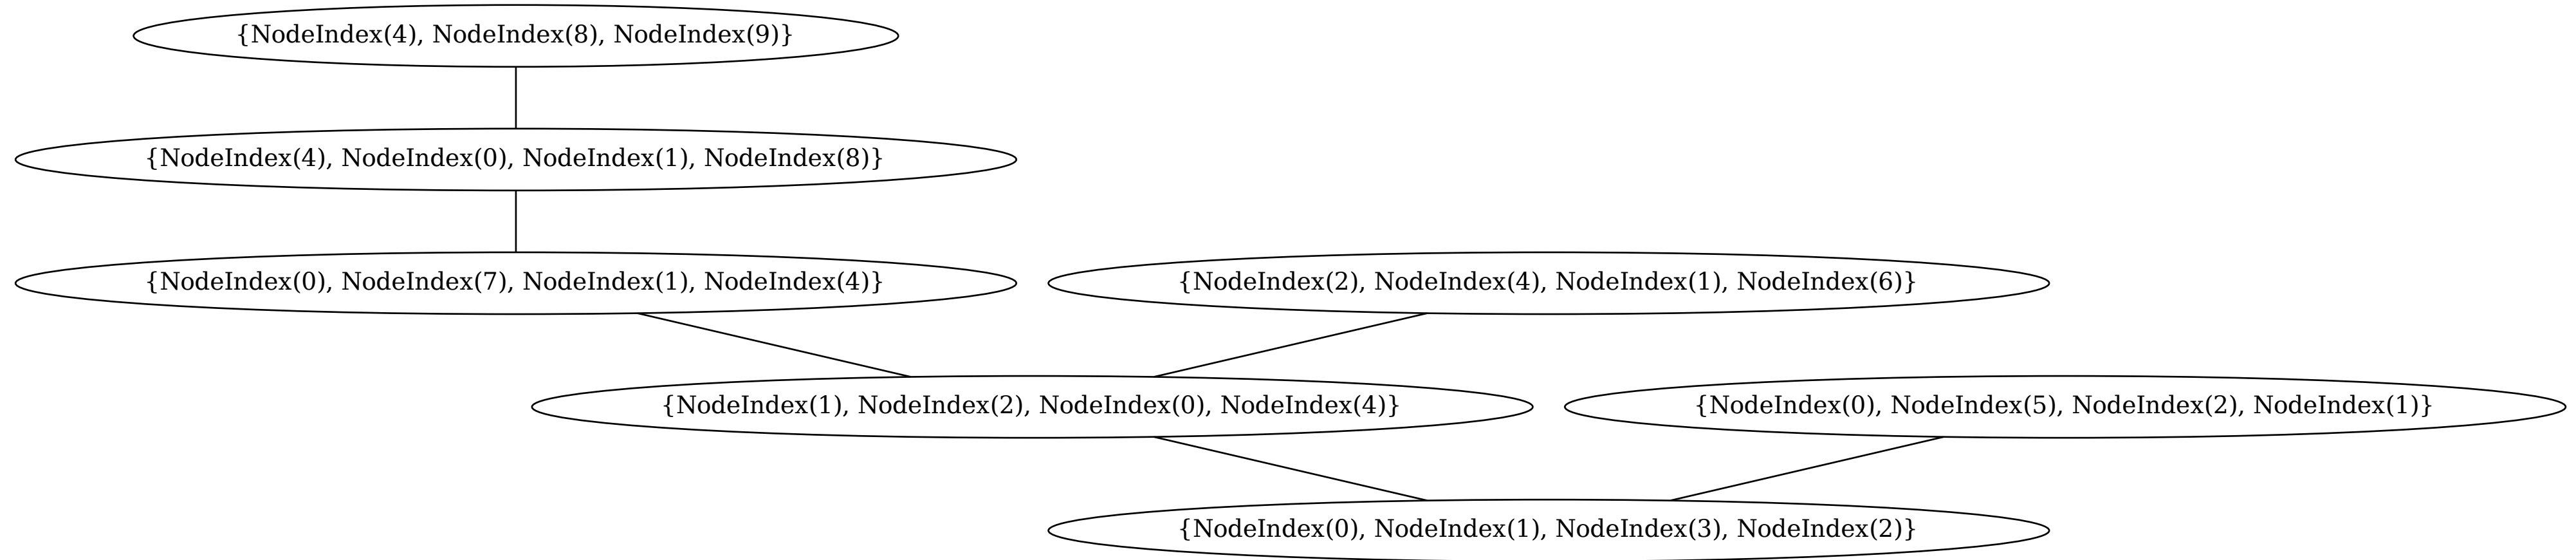 {NodeIndex(4), NodeIndex(8), NodeIndex(9)}
{NodeIndex(4), NodeIndex(0), NodeIndex(1), NodeIndex(8)}
{NodeIndex(0), NodeIndex(7), NodeIndex(1), NodeIndex(4)}
{NodeIndex(2), NodeIndex(4), NodeIndex(1), NodeIndex(6)}
{NodeIndex(1), NodeIndex(2), NodeIndex(0), NodeIndex(4)}
{NodeIndex(0), NodeIndex(5), NodeIndex(2), NodeIndex(1)}
{NodeIndex(0), NodeIndex(1), NodeIndex(3), NodeIndex(2)}